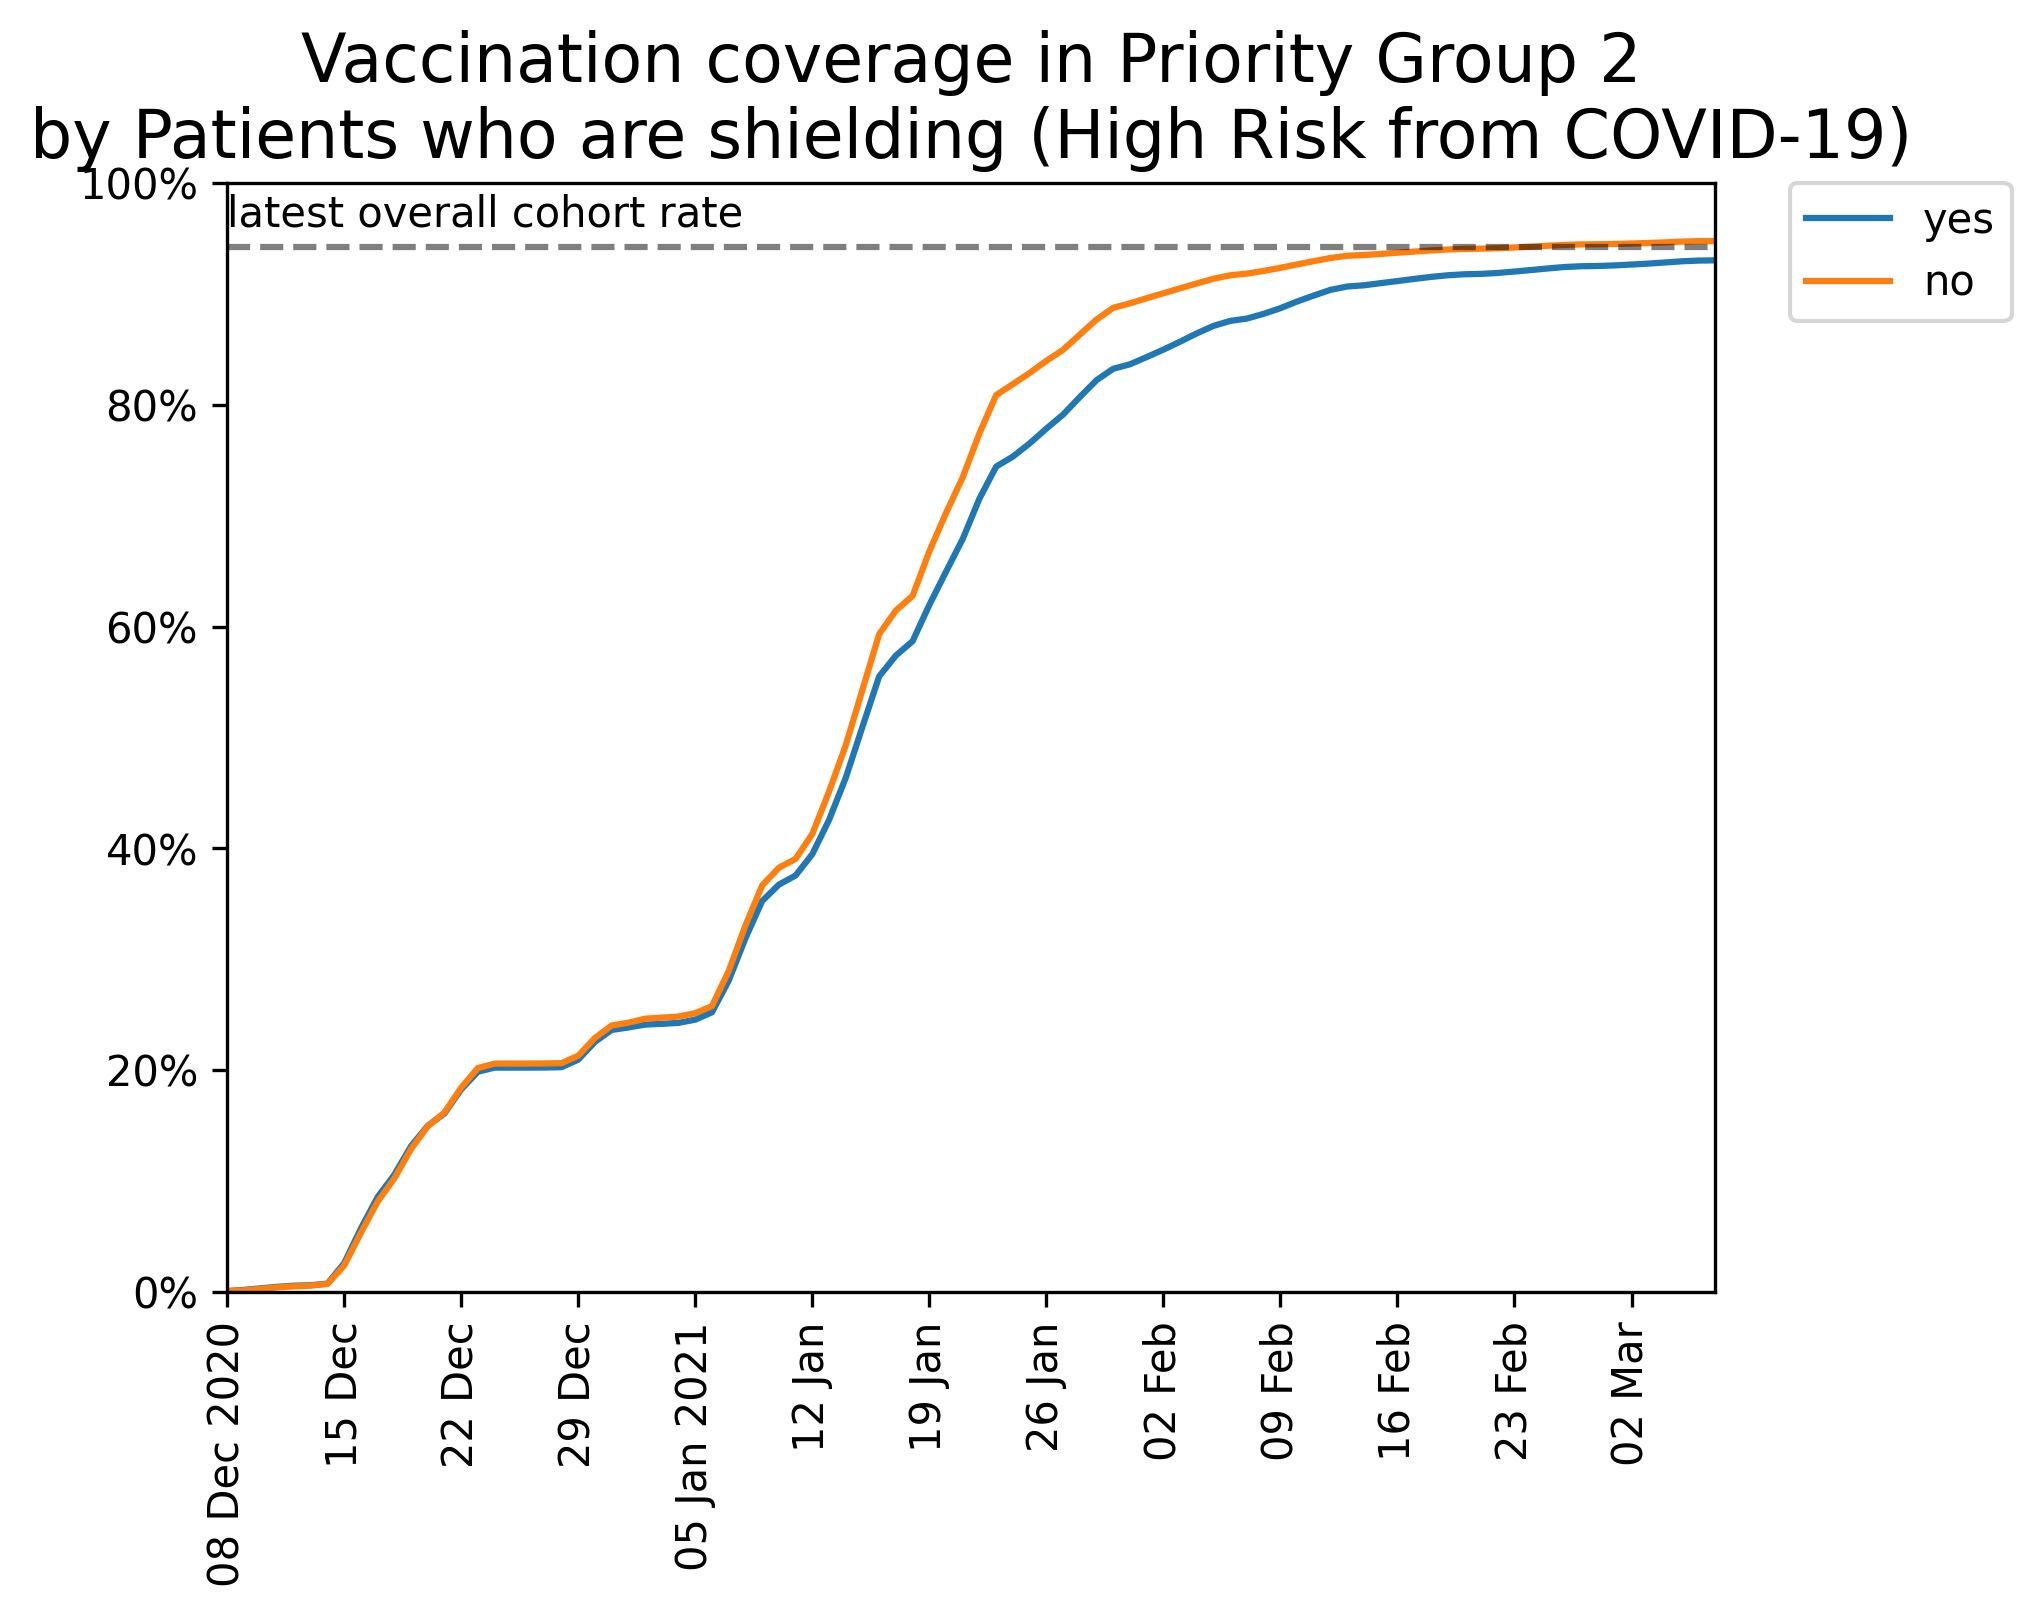 Vaccination coverage in Priority Group 2
by Patients who are shielding (High Risk from COVID-19)
100%
latest overall cohort rate
yes
no
80%
60%
40%
20%
0%
08 Dec 2020
15 Dec
22 Dec
29 Dec
05 Jan 2021
12 Jan
19 Jan
26 Jan
02 Feb
09 Feb
16 Feb
23 Feb
02 Mar